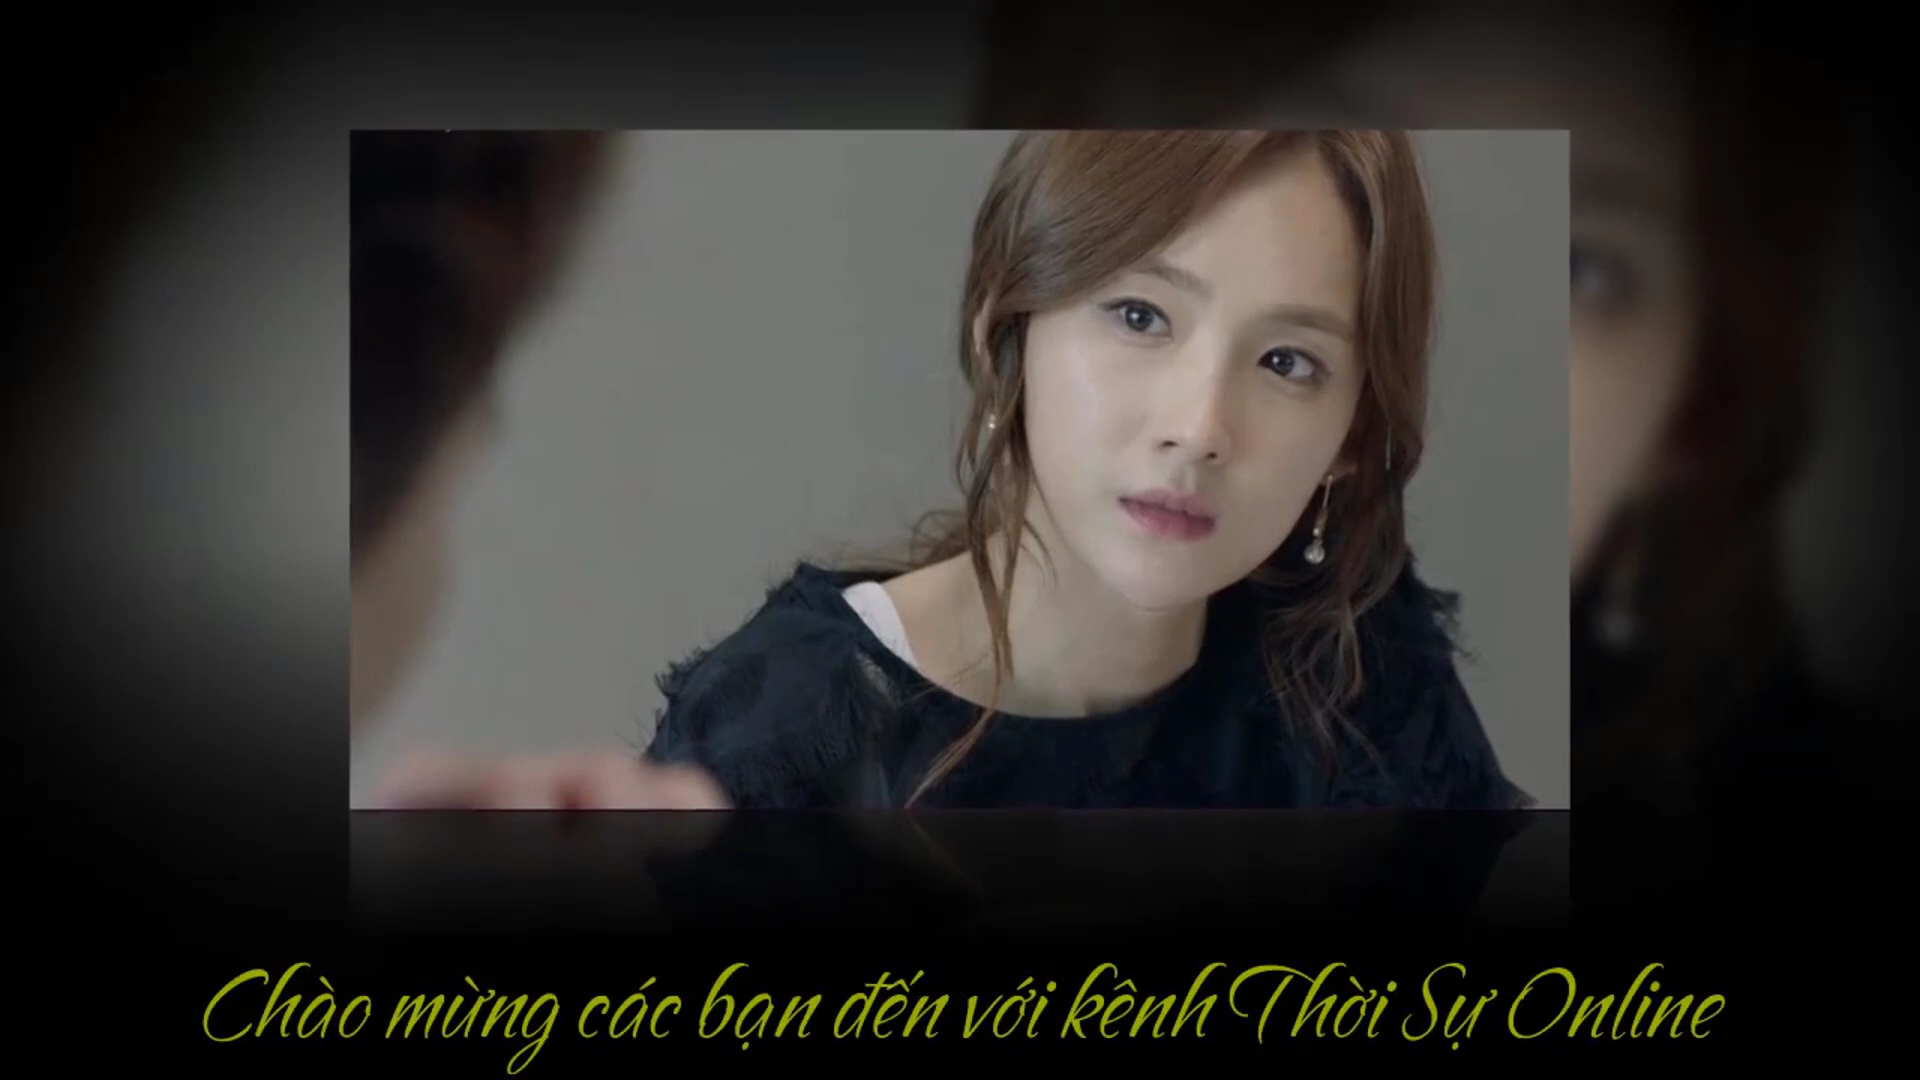 Chào mừng các bạn đến với kênh Thời Sự Online